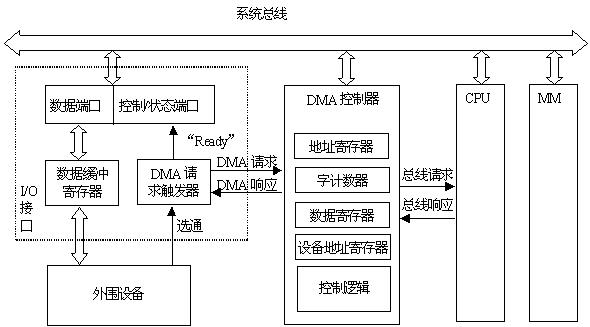 系统总线
数据端口
控制/状态端口
“Ready”
数据缓冲
寄存器
DMA 请
求触发器
I/O
接
口
选通
外围设备
DMA 请求
DMA 响应
DMA 控制器
地址寄存器
字计数器
数据寄存器
设备地址寄存器
控制逻辑
总线请求
总线响应
CPU
MM